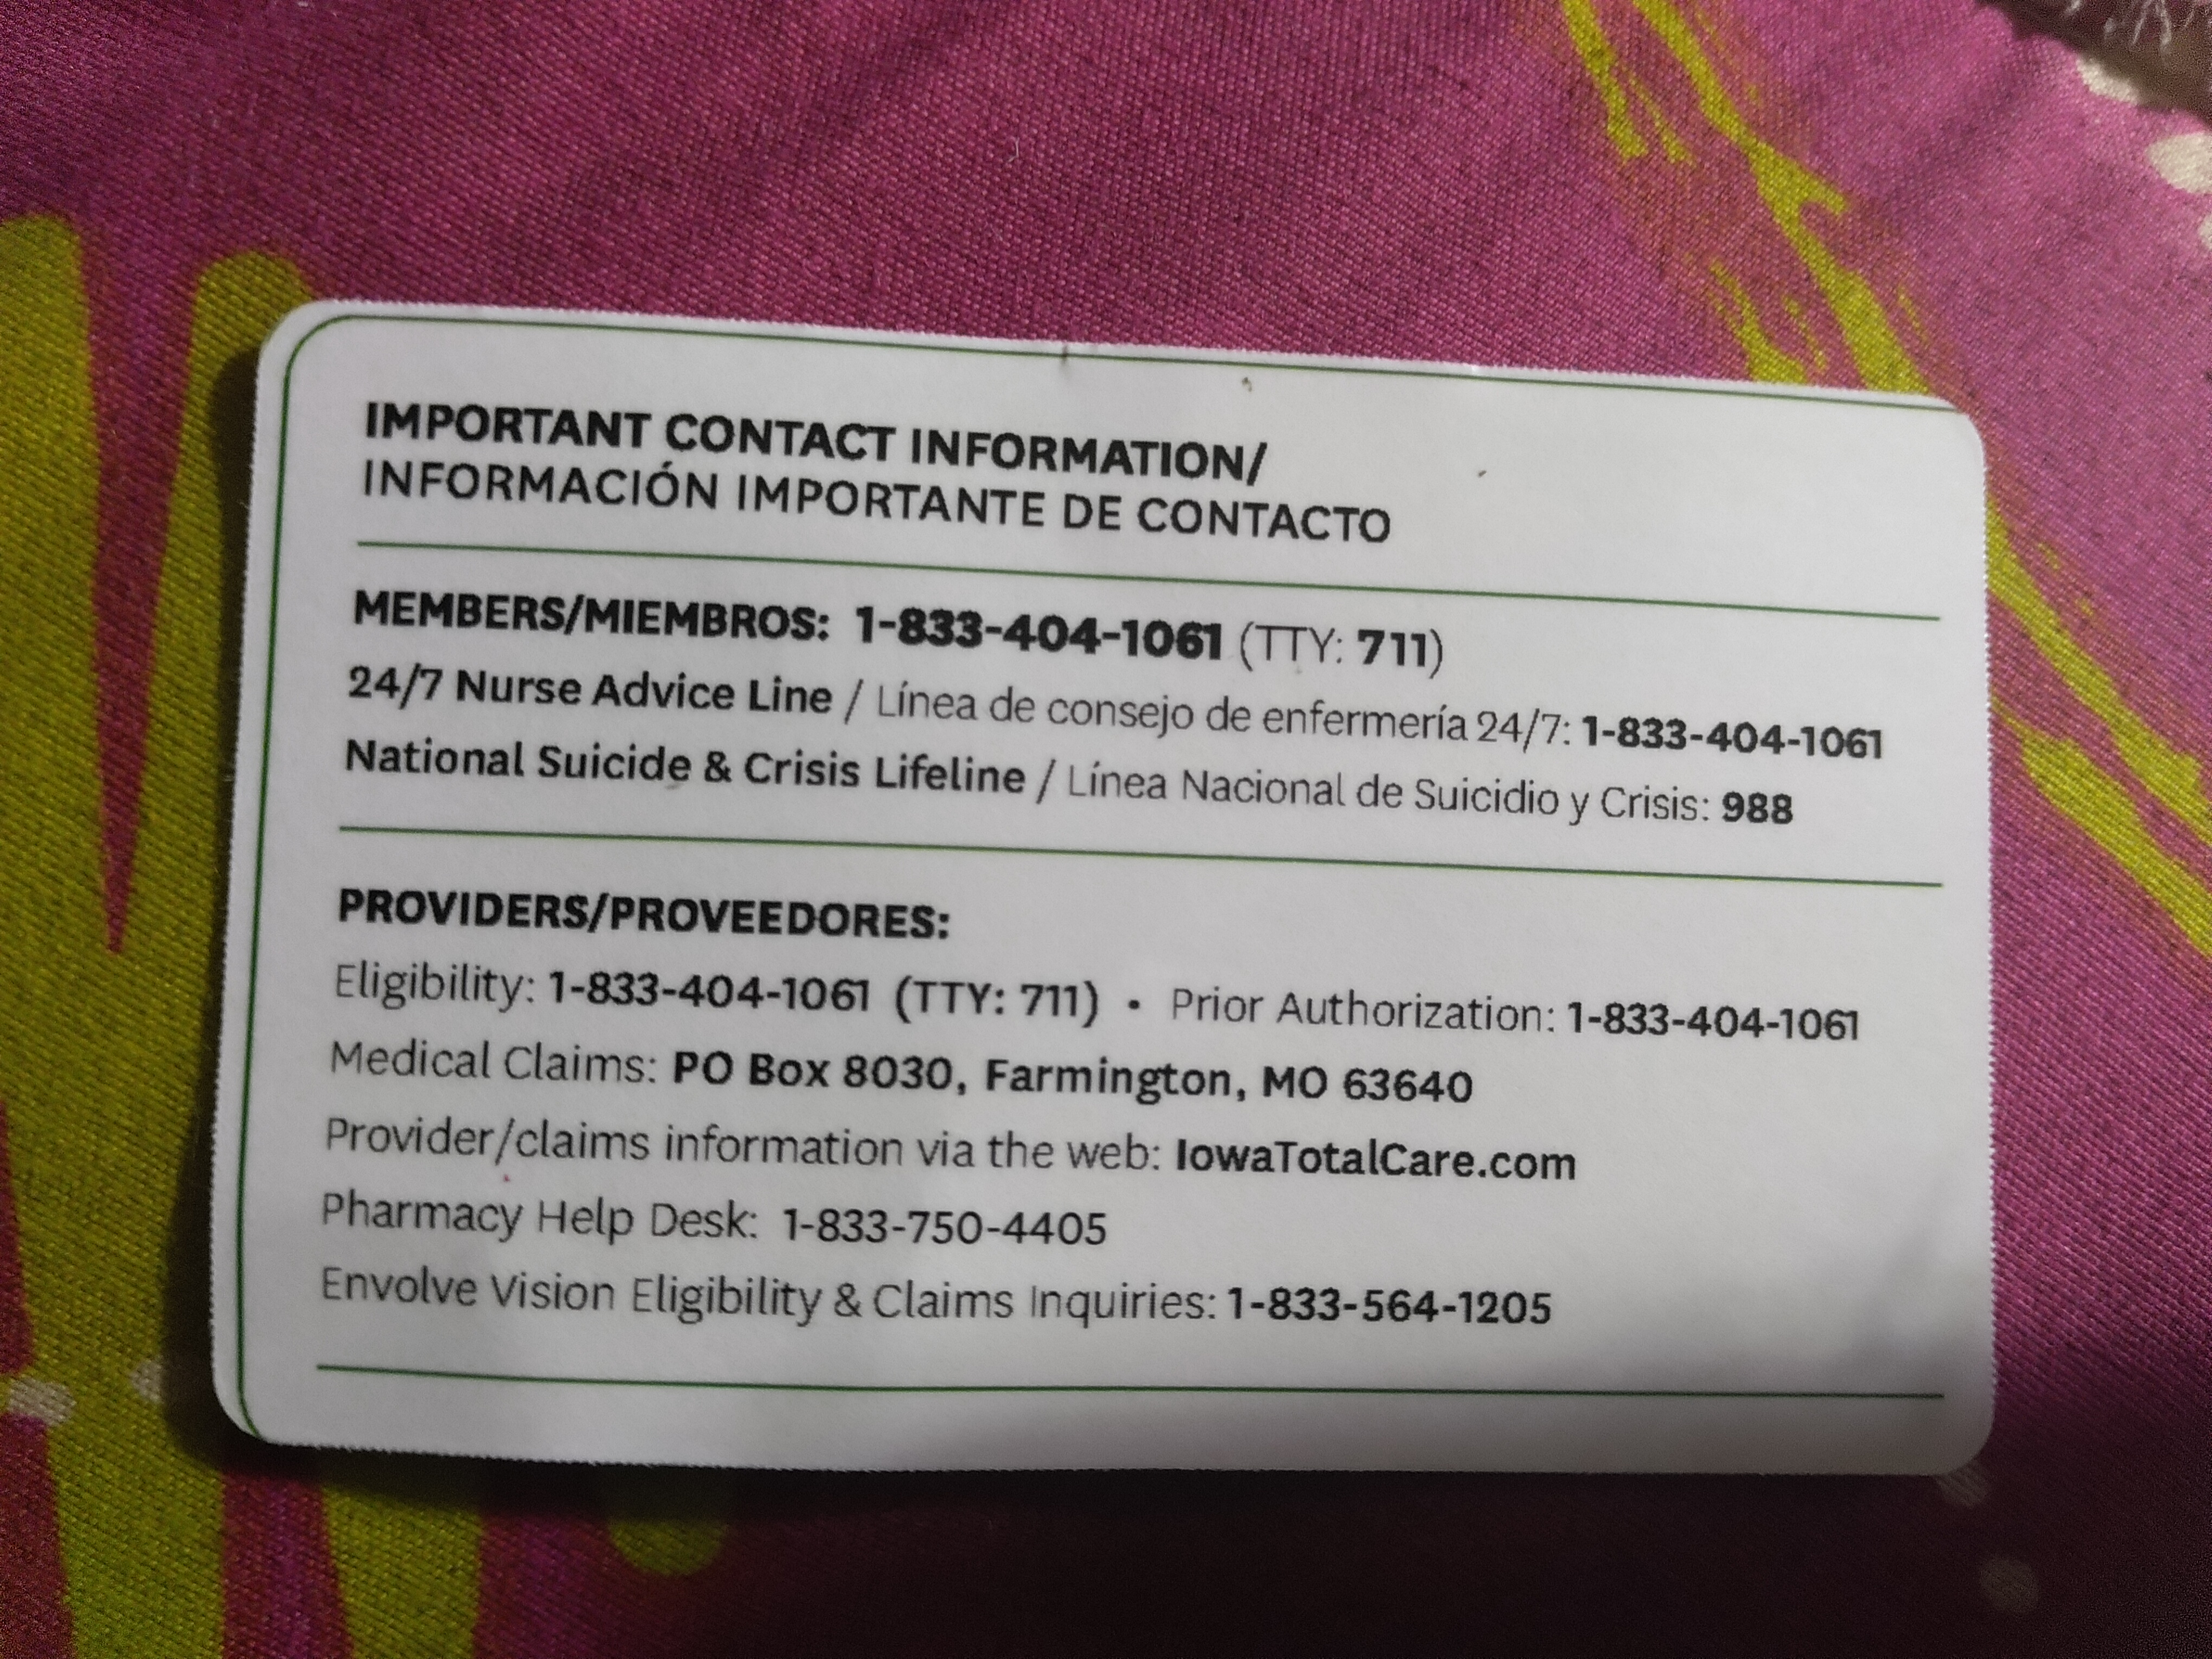 IMPORTANT CONTACT INFORMATION/
INFORMACIÓN IMPORTANTE DE CONTACTO
MEMBERS/MIEMBROS: 1-833-404-1061 (TTY: 711)
24/7 Nurse Advice Line / Línea de consejo de enfermería 24/7: 1-833-404-1061
National Suicide & Crisis Lifeline / Línea Nacional de Suicidio y Crisis: 988
PROVIDERS/PROVEEDORES:
Eligibility: 1-833-404-1061 (TTY: 711) • Prior Authorization: 1-833-404-1061
Medical Claims: PO Box 8030, Farmington, MO 63640
Provider/claims information via the web: IowaTotalCare.com
Pharmacy Help Desk: 1-833-750-4405
Envolve Vision Eligibility & Claims Inquiries: 1-833-564-1205